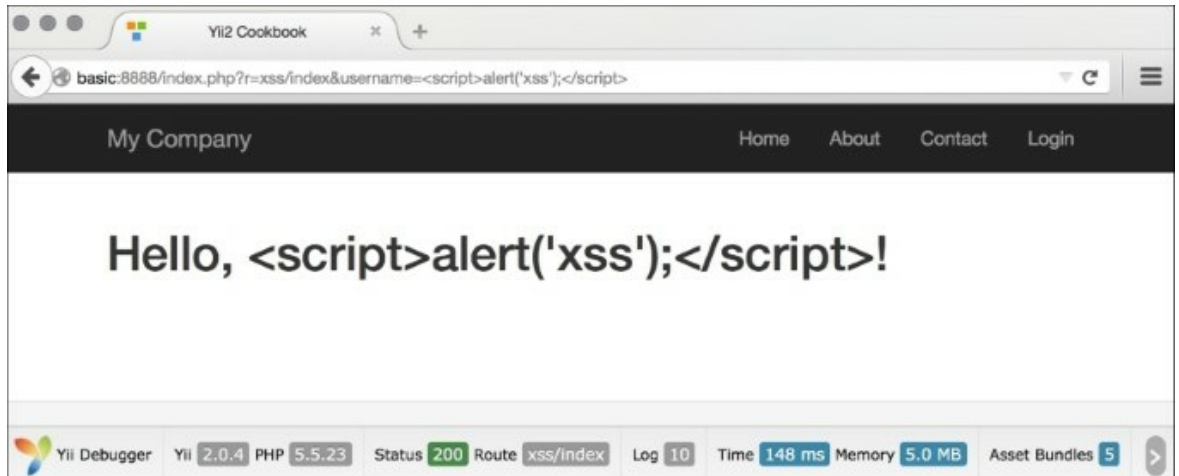 Yii2 Cookbook
basic:8888/index.php?r=xss/index&username=<script>alert('xss');</script>
My Company Home About Contact Login
Hello, <script>alert('xss');</script>!
Yii Debugger Yii 2.0.4 PHP 5.5.23 Status 200 Route xss/index Log 10 Time 148 ms Memory 5.0 MB Asset Bundles 5